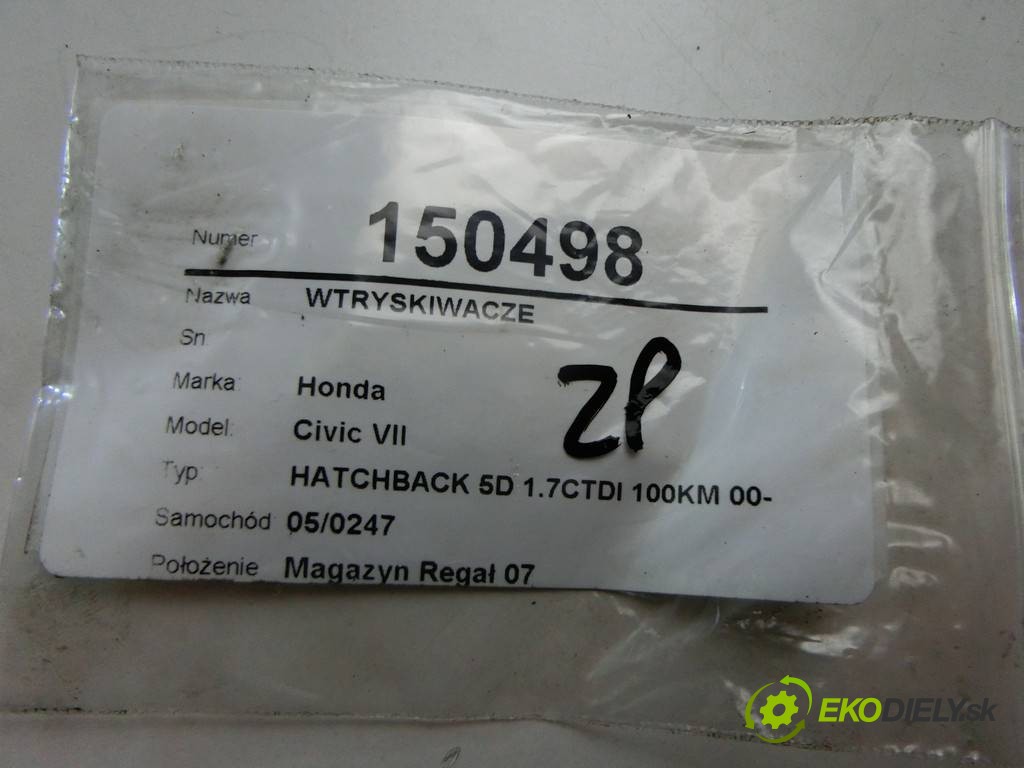 Numer 150498
Nazwa WTRYSKIWACZE
Sn
Marka: Honda
ZP
Model: Civic VII
Typ: HATCHBACK 5D 1.7CTDI 100KM 00-
Samochód 05/0247
Położenie Magazyn Regał 07
EKODIELY.sk